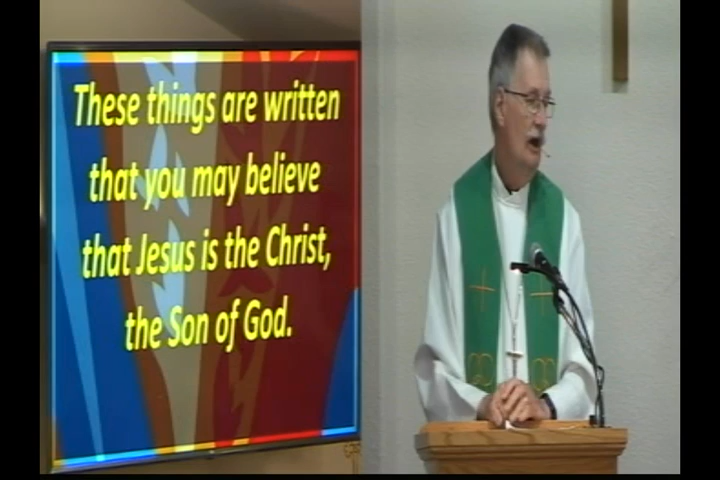 These things are written
that you may believe
that Jesus is the Christ,
the Son of God.